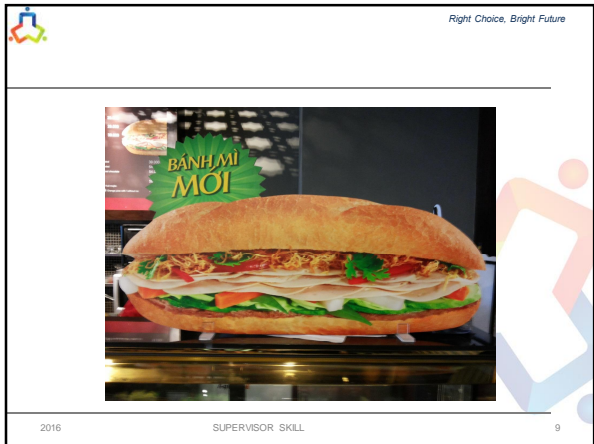 Right Choice, Bright Future
BÁNH MÌ
MỚI
2016
SUPERVISOR SKILL
9